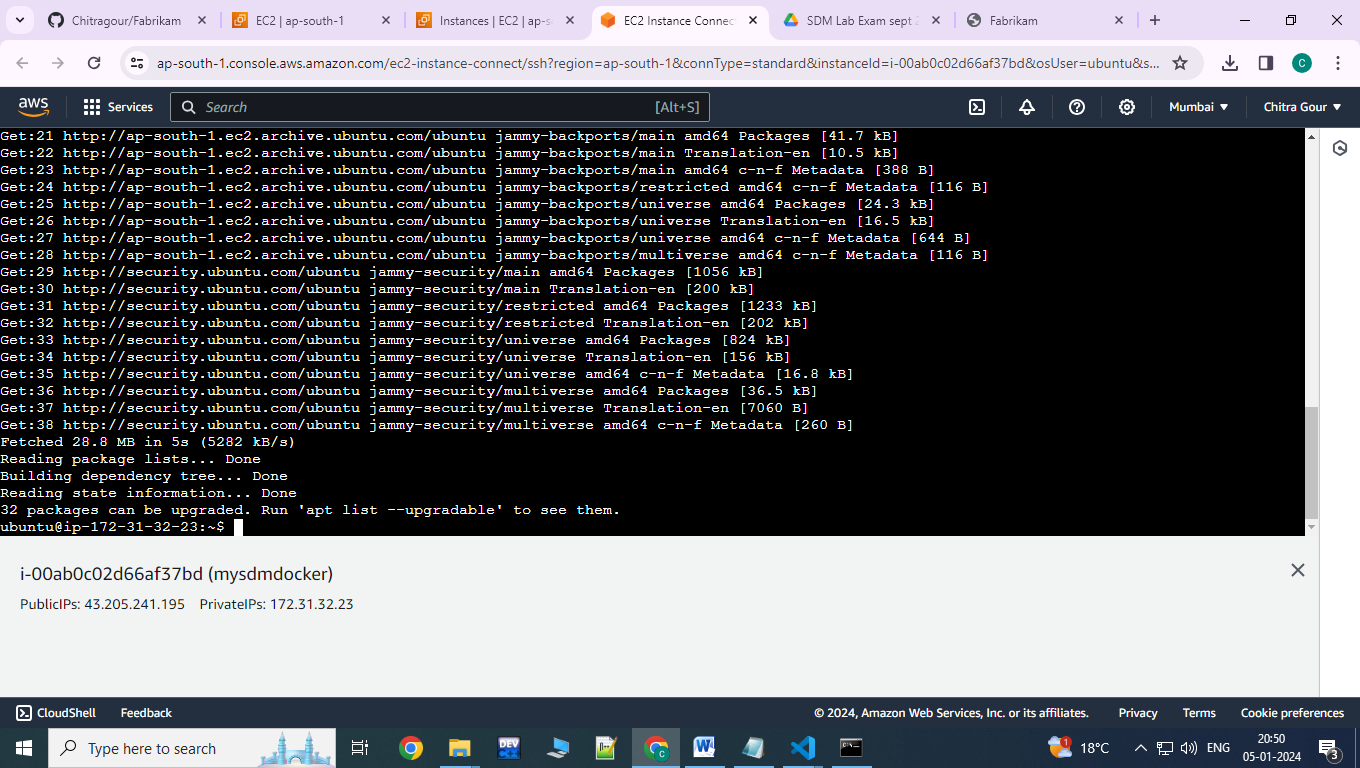 Chitragour/Fabrikam
EC2 | ap-south-1
Instances | EC2 | ap-s
EC2 Instance Connec
SDM Lab Exam sept 2
Fabrikam
ap-south-1.console.aws.amazon.com/ec2-instance-connect/ssh?region=ap-south-1&connType=standard&instanceId=i-00ab0c02d66af37bd&osUser=ubuntu&s...
C
aws
Services
Search
[Alt+S]
Mumbai
Chitra Gour
Get:21 http://ap-south-1.ec2.archive.ubuntu.com/ubuntu jammy-backports/main amd64 Packages [41.7 kB]
Get:22 http://ap-south-1.ec2.archive.ubuntu.com/ubuntu jammy-backports/main Translation-en [10.5 kB]
Get:23 http://ap-south-1.ec2.archive.ubuntu.com/ubuntu jammy-backports/main amd64 c-n-f Metadata [388 B]
Get:24 http://ap-south-1.ec2.archive.ubuntu.com/ubuntu jammy-backports/restricted amd64 c-n-f Metadata [116 B]
Get:25 http://ap-south-1.ec2.archive.ubuntu.com/ubuntu jammy-backports/universe amd64 Packages [24.3 kB]
Get:26 http://ap-south-1.ec2.archive.ubuntu.com/ubuntu jammy-backports/universe Translation-en [16.5 kB]
Get:27 http://ap-south-1.ec2.archive.ubuntu.com/ubuntu jammy-backports/universe amd64 c-n-f Metadata [644 B]
Get:28 http://ap-south-1.ec2.archive.ubuntu.com/ubuntu jammy-backports/multiverse amd64 c-n-f Metadata [116 B]
Get:29 http://security.ubuntu.com/ubuntu jammy-security/main amd64 Packages [1056 kB]
Get:30 http://security.ubuntu.com/ubuntu jammy-security/main Translation-en [200 kB]
Get:31 http://security.ubuntu.com/ubuntu jammy-security/restricted amd64 Packages [1233 kB]
Get:32 http://security.ubuntu.com/ubuntu jammy-security/restricted Translation-en [202 kB]
Get:33 http://security.ubuntu.com/ubuntu jammy-security/universe amd64 Packages [824 kB]
Get:34 http://security.ubuntu.com/ubuntu jammy-security/universe Translation-en [156 kB]
Get:35 http://security.ubuntu.com/ubuntu jammy-security/universe amd64 c-n-f Metadata [16.8 kB]
Get:36 http://security.ubuntu.com/ubuntu jammy-security/multiverse amd64 Packages [36.5 kB]
Get:37 http://security.ubuntu.com/ubuntu jammy-security/multiverse Translation-en [7060 B]
Get:38 http://security.ubuntu.com/ubuntu jammy-security/multiverse amd64 c-n-f Metadata [260 B]
Fetched 28.8 MB in 5s (5282 kB/s)
Reading package lists... Done
Building dependency tree... Done
Reading state information... Done
32 packages can be upgraded. Run 'apt list --upgradable' to see them.
ubuntu@ip-172-31-32-23:~$
i-00ab0c02d66af37bd (mysdmdocker)
PublicIPs: 43.205.241.195 PrivateIPs: 172.31.32.23
CloudShell
Feedback
© 2024, Amazon Web Services, Inc. or its affiliates.
Privacy
Terms
Cookie preferences
Type here to search
DEV
C
W
1
18°C
ENG
20:50
05-01-2024
3